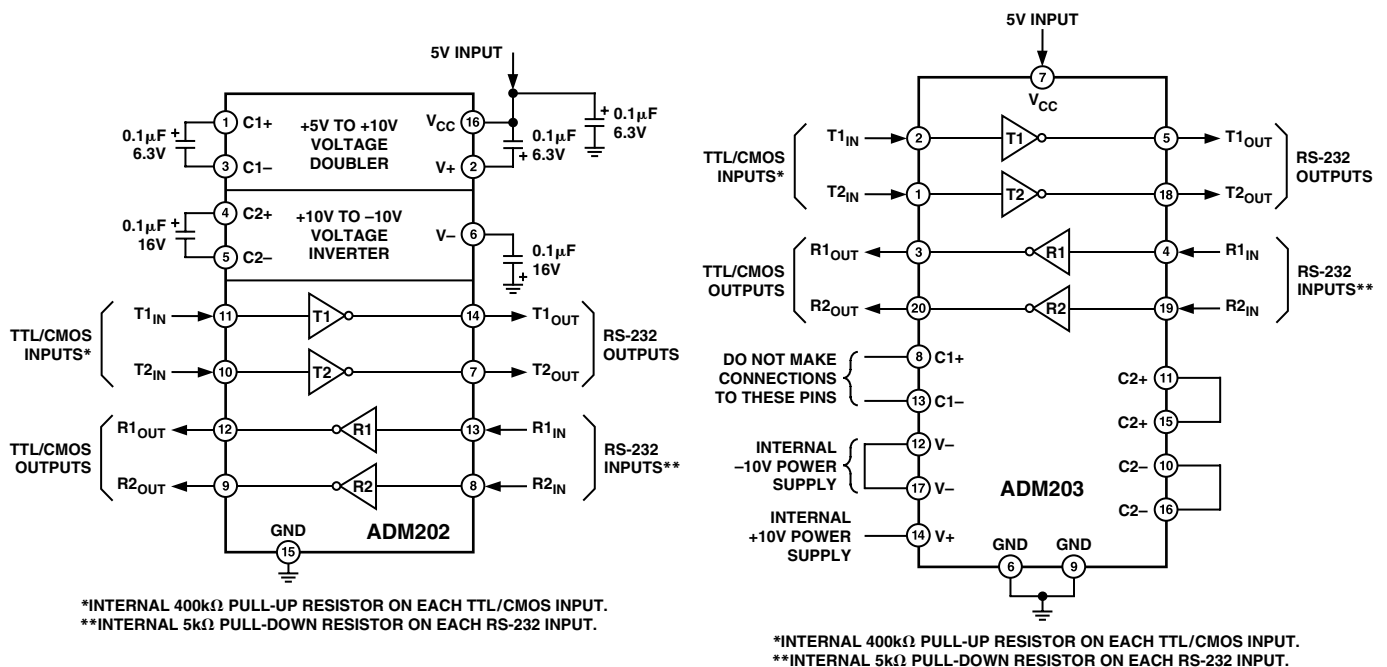 5V INPUT
0.1μF
6.3V
1
C1+
3
C1–
+5V TO +10V
VOLTAGE
DOUBLER
VCC
16
V+
2
0.1μF
6.3V
0.1μF
6.3V
0.1μF
16V
4
C2+
5
C2–
+10V TO –10V
VOLTAGE
INVERTER
V–
6
0.1μF
16V
TTL/CMOS
INPUTS*
T1IN
11
T1
14
T1OUT
T2IN
10
T2
7
T2OUT
RS-232
OUTPUTS
TTL/CMOS
OUTPUTS
R1OUT
12
R1
13
R1IN
R2OUT
9
R2
8
R2IN
RS-232
INPUTS**
GND
15
ADM202
*INTERNAL 400kΩ PULL-UP RESISTOR ON EACH TTL/CMOS INPUT.
**INTERNAL 5kΩ PULL-DOWN RESISTOR ON EACH RS-232 INPUT.
5V INPUT
7
VCC
TTL/CMOS
INPUTS*
T1IN
2
T1
5
T1OUT
T2IN
1
T2
18
T2OUT
RS-232
OUTPUTS
TTL/CMOS
OUTPUTS
R1OUT
3
R1
4
R1IN
R2OUT
20
R2
19
R2IN
RS-232
INPUTS**
DO NOT MAKE
CONNECTIONS
TO THESE PINS
8
C1+
13
C1–
INTERNAL
–10V POWER
SUPPLY
12
V–
17
V–
INTERNAL
+10V POWER
SUPPLY
14
V+
C2+
11
C2+
15
C2–
10
C2–
16
ADM203
GND
6
GND
9
*INTERNAL 400kΩ PULL-UP RESISTOR ON EACH TTL/CMOS INPUT.
**INTERNAL 5kΩ PULL-DOWN RESISTOR ON EACH RS-232 INPUT.